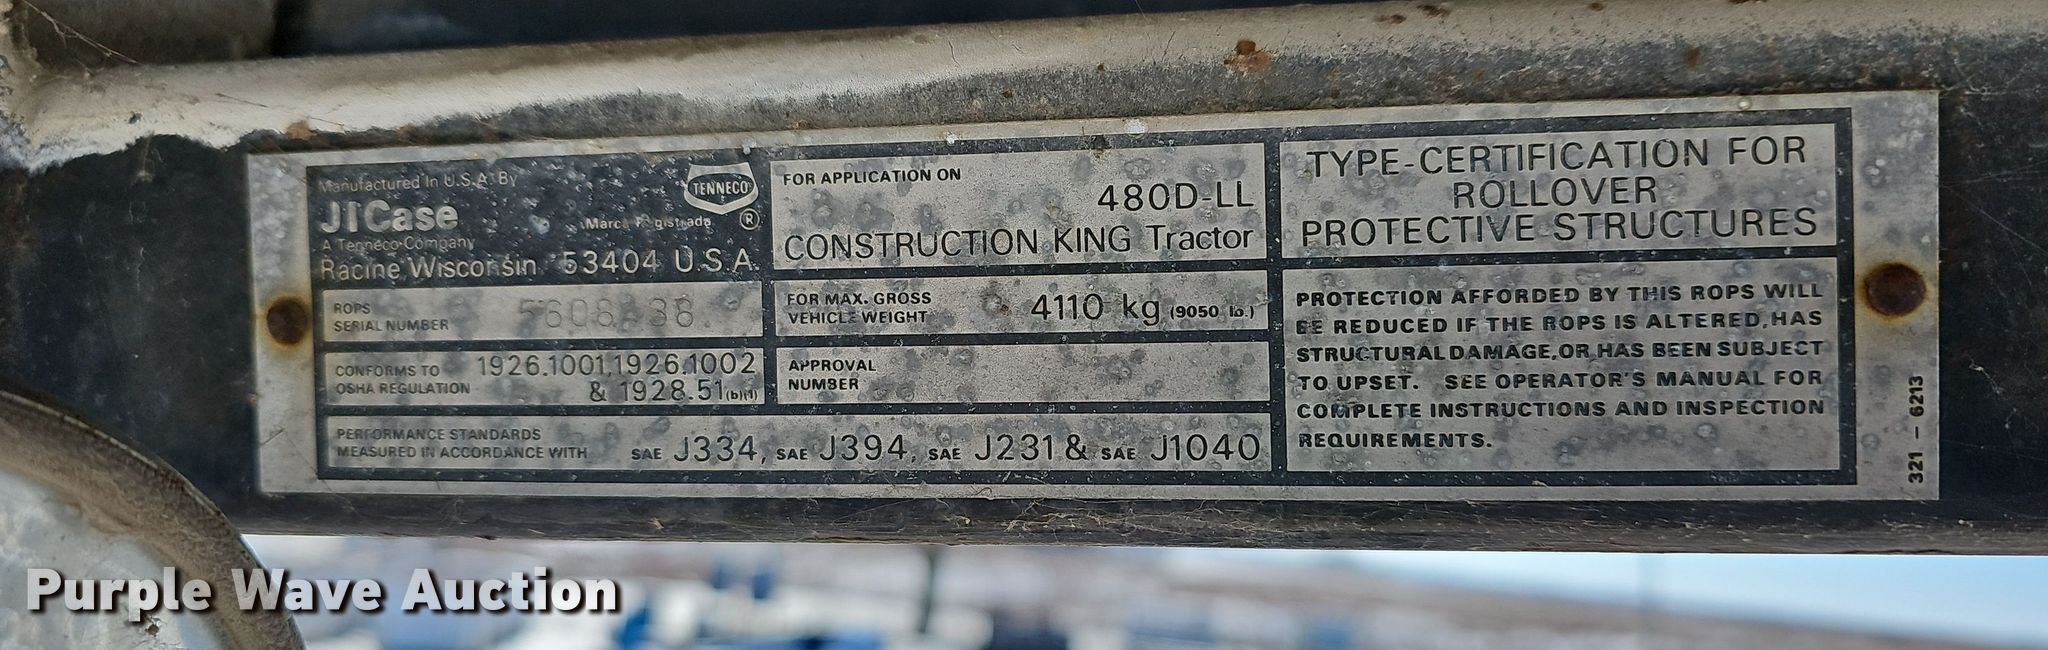 Manufactured In U.S.A. By
JI Case
A Tenneco Company
Racine, Wisconsin 53404 U.S.A.
TENNECO
Marca Registrada ®
ROPS
SERIAL NUMBER
CONFORMS TO
OSHA REGULATION
1926.1001, 1926.1002
& 1928.51(b)(1)
PERFORMANCE STANDARDS
MEASURED IN ACCORDANCE WITH
SAE J334, SAE J394, SAE J231 & SAE J1040
FOR APPLICATION ON
480D-LL
CONSTRUCTION KING Tractor
FOR MAX. GROSS
VEHICLE WEIGHT
4110 kg (9050 lb.)
APPROVAL
NUMBER
TYPE-CERTIFICATION FOR
ROLLOVER
PROTECTIVE STRUCTURES
PROTECTION AFFORDED BY THIS ROPS WILL
BE REDUCED IF THE ROPS IS ALTERED, HAS
STRUCTURAL DAMAGE, OR HAS BEEN SUBJECT
TO UPSET. SEE OPERATOR'S MANUAL FOR
COMPLETE INSTRUCTIONS AND INSPECTION
REQUIREMENTS.
321 – 6213
Purple Wave Auction